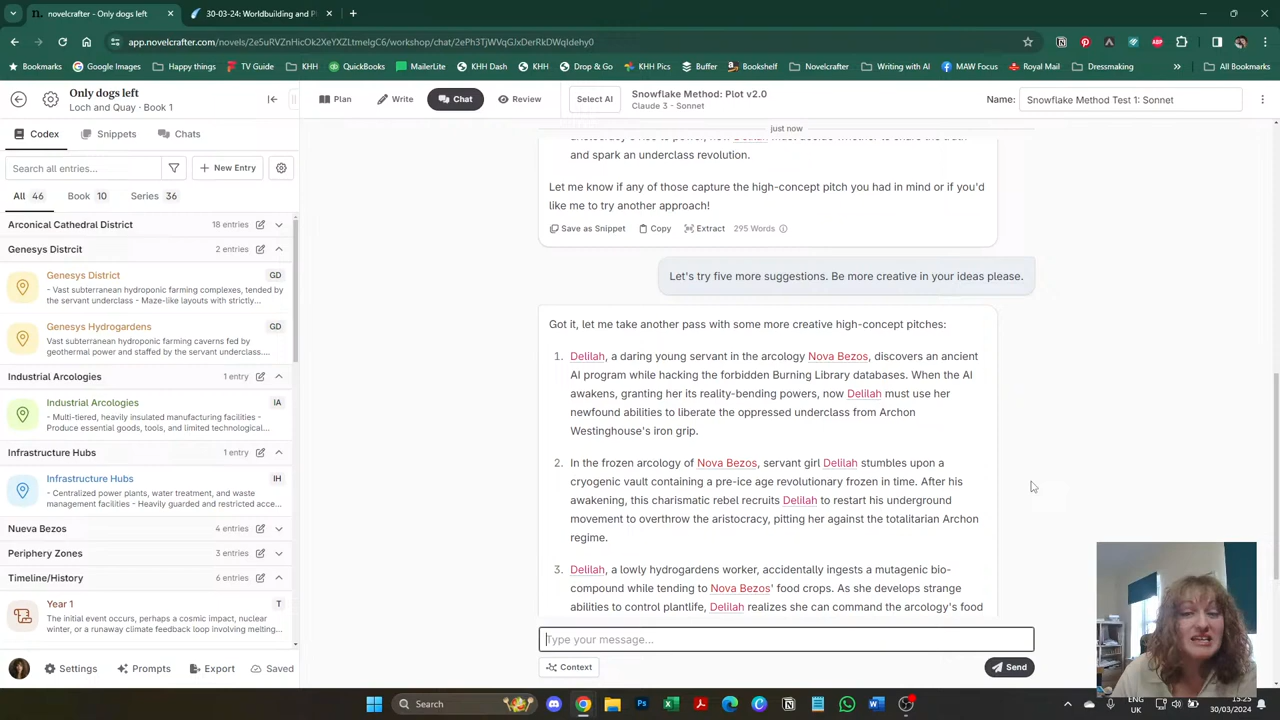 novelcrafter - Only dogs left
30-03-24: Worldbuilding and P
app.novelcrafter.com/novels/2e5uRVZnHicOk2XeYXZLtmeIgC6/workshop/chat/2ePh3TjWVqGJxDerRkDWqIdehy0
Bookmarks
Google Images
Happy things
TV Guide
KHH
QuickBooks
MailerLite
KHH Dash
KHH
Drop & Go
KHH Pics
Buffer
Bookshelf
Novelcrafter
Writing with AI
MAW Focus
Canva Design
Dresses
All Bookmarks
Only dogs left
Loch and Quay - Book 1
Plan
Write
Chat
Review
Select AI
Snowflake Method: Plot v2.0
Claude 3 - Sonnet
Name:
Snowflake Method Test 1: Sonnet
Codex
Snippets
Chats
Search all entries...
+ New Entry
All 46
Book 10
Series 36
Arconical Cathedral District
18 entries
Genesys Distrcit
2 entries
Genesys District
GD
- Vast subterranean hydroponic farming complexes, tended by
the servant underclass - Maze-like layouts with strictly...
Genesys Hydrogardens
GD
Vast subterranean hydroponic farming caverns fed by
geothermal power and staffed by the servant underclass....
Industrial Arcologies
1 entry
Industrial Arcologies
IA
- Multi-tiered, heavily insulated manufacturing facilities -
Produce essential goods, tools, and limited technological...
Infrastructure Hubs
1 entry
Infrastructure Hubs
IH
- Centralized power plants, water treatment, and waste
management facilities - Heavily guarded and restricted acce...
Nueva Bezos
4 entries
Periphery Zones
3 entries
Timeline/History
6 entries
Year 1
T
The initial event occurs, perhaps a cosmic impact, nuclear
winter, or a runaway climate feedback loop involving melting...
Settings
Prompts
Export
Saved
just now
and spark an underclass revolution.
Let me know if any of those capture the high-concept pitch you had in mind or if you'd
like me to try another approach!
Save as Snippet
Copy
Extract
295 Words
Let's try five more suggestions. Be more creative in your ideas please.
Got it, let me take another pass with some more creative high-concept pitches:
1. Delilah, a daring young servant in the arcology Nova Bezos, discovers an ancient
AI program while hacking the forbidden Burning Library databases. When the AI
awakens, granting her its reality-bending powers, now Delilah must use her
newfound abilities to liberate the oppressed underclass from Archon
Westinghouse's iron grip.
2. In the frozen arcology of Nova Bezos, servant girl Delilah stumbles upon a
cryogenic vault containing a pre-ice age revolutionary frozen in time. After his
awakening, this charismatic rebel recruits Delilah to restart his underground
movement to overthrow the aristocracy, pitting her against the totalitarian Archon
regime.
3. Delilah, a lowly hydrogardens worker, accidentally ingests a mutagenic bio-
compound while tending to Nova Bezos' food crops. As she develops strange
abilities to control plantlife, Delilah realizes she can command the arcology's food
Type your message...
Context
Send
Search
ENG
UK
15:25
30/03/2024